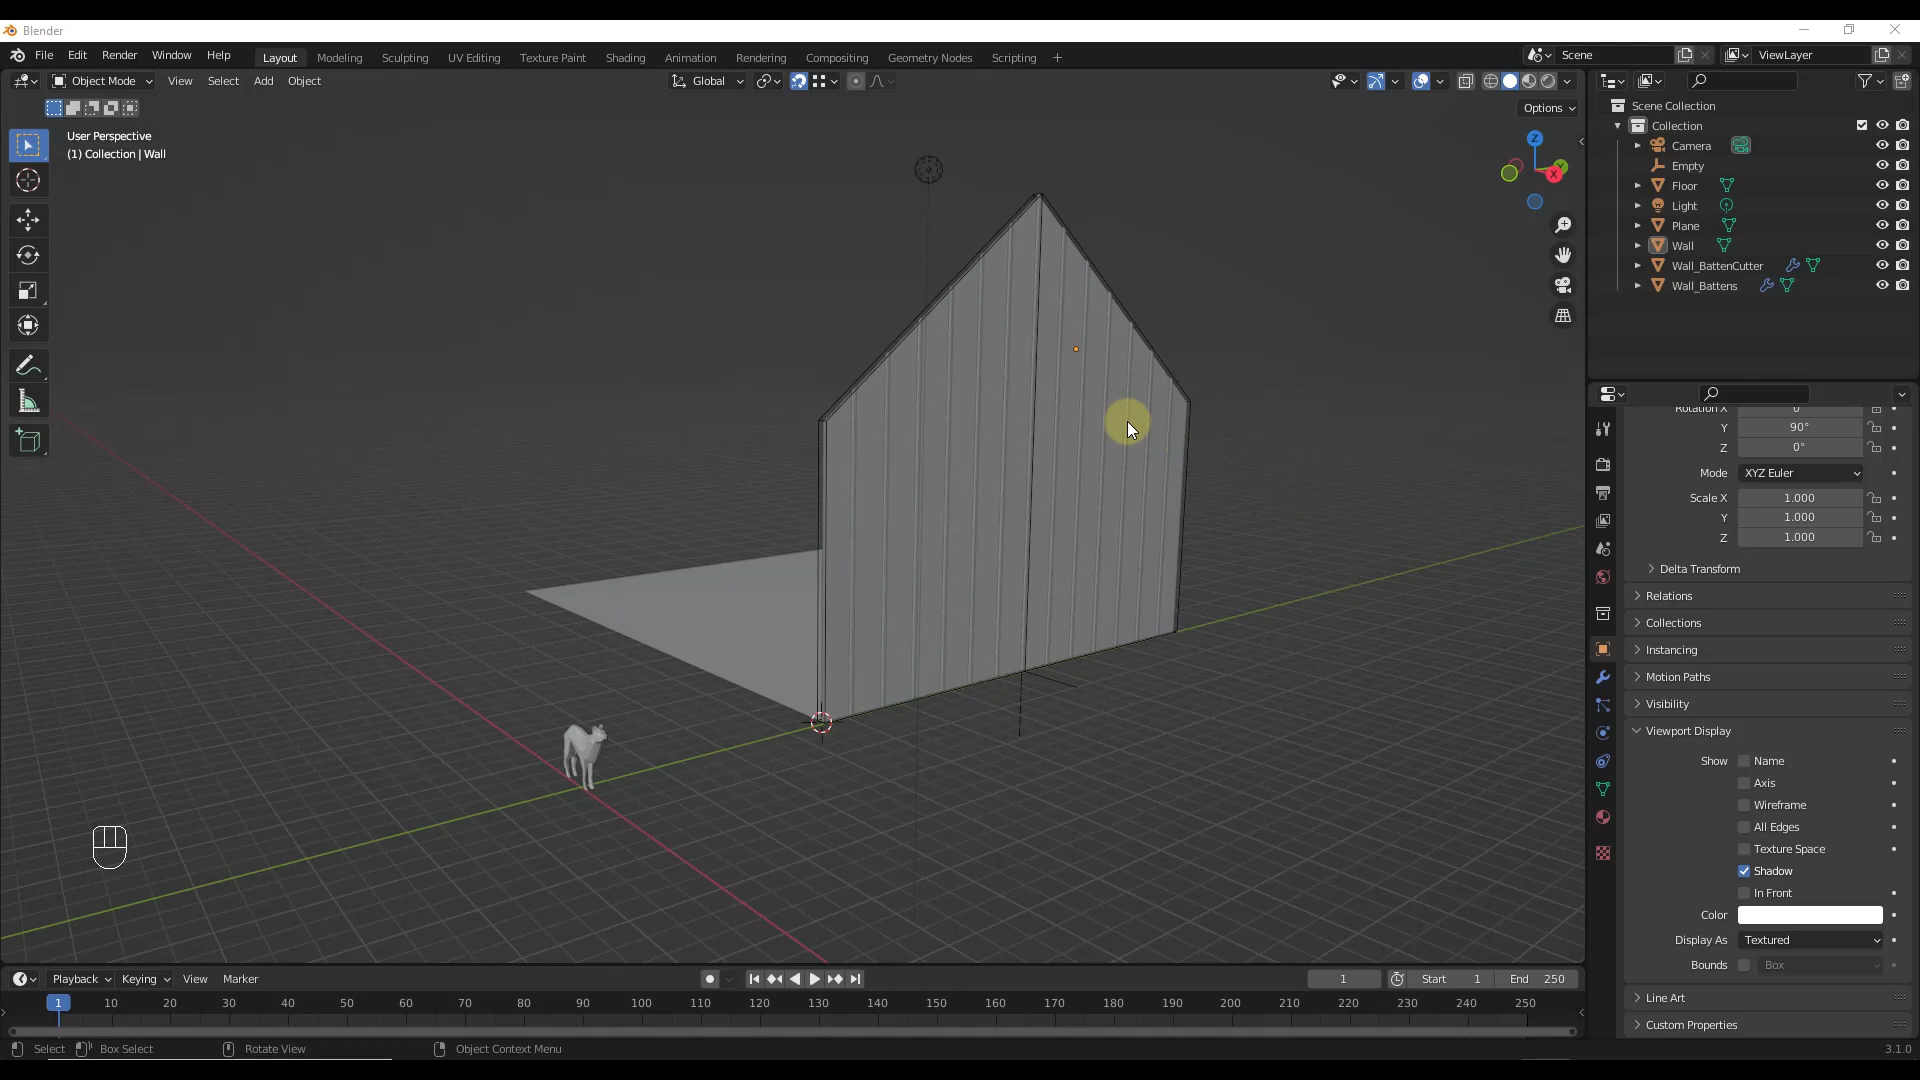 Blender
File Edit Render Window Help Layout Modeling Sculpting UV Editing Texture Paint Shading Animation Rendering Compositing Geometry Nodes Scripting + Scene ViewLayer
Object Mode View Select Add Object Global
Options
User Perspective
(1) Collection | Wall
Z
Y
X
Scene Collection
Collection
Camera
Empty
Floor
Light
Plane
Wall
Wall_BattenCutter
Wall_Battens
Rotation X 0°
Y 90°
Z 0°
Mode XYZ Euler
Scale X 1.000
Y 1.000
Z 1.000
Delta Transform
Relations
Collections
Instancing
Motion Paths
Visibility
Viewport Display
Show Name
Axis
Wireframe
All Edges
Texture Space
Shadow
In Front
Color
Display As Textured
Bounds Box
Line Art
Custom Properties
Playback Keying View Marker 1 Start 1 End 250
1 10 20 30 40 50 60 70 80 90 100 110 120 130 140 150 160 170 180 190 200 210 220 230 240 250
Select Box Select Rotate View Object Context Menu 3.1.0